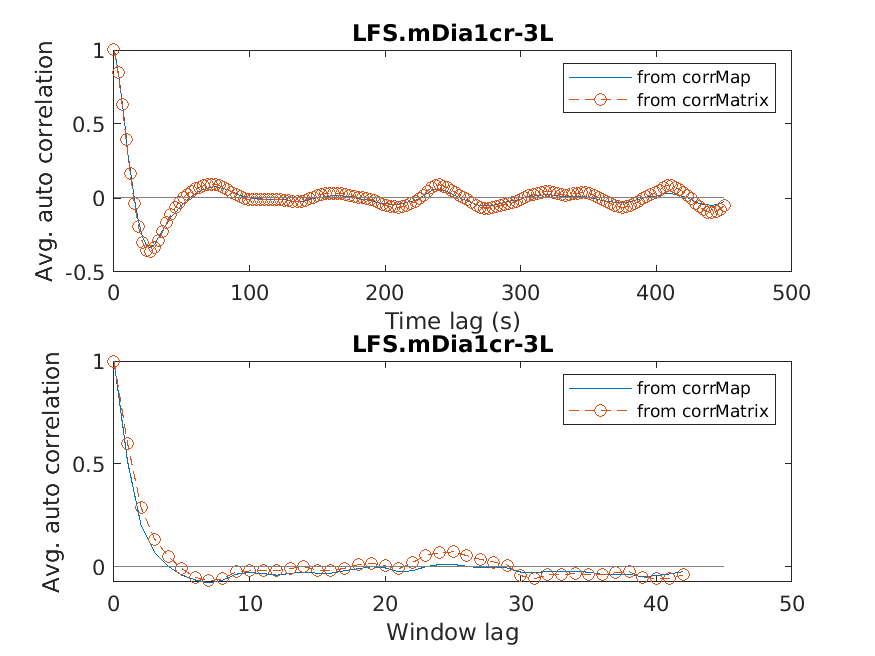 LFS.mDia1cr-3L
Avg. auto correlation
1
0.5
0
-0.5
from corrMap
from corrMatrix
0 100 200 300 400 500
Time lag (s)
LFS.mDia1cr-3L
Avg. auto correlation
1
0.5
0
from corrMap
from corrMatrix
0 10 20 30 40 50
Window lag